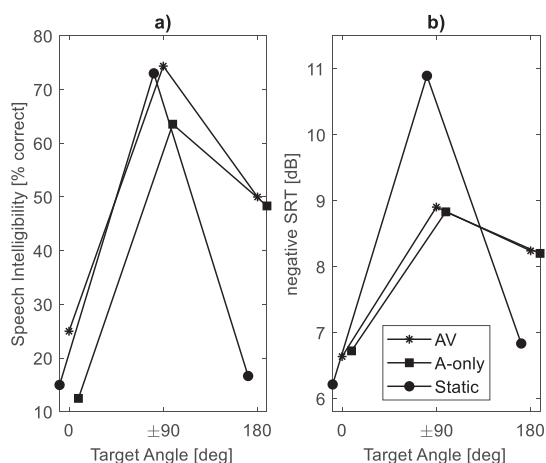 a)
Speech Intelligibility [% correct]
80
70
60
50
40
30
20
10
0
±90
180
Target Angle [deg]
b)
negative SRT [dB]
11
10
9
8
7
6
AV
A-only
Static
0
±90
180
Target Angle [deg]